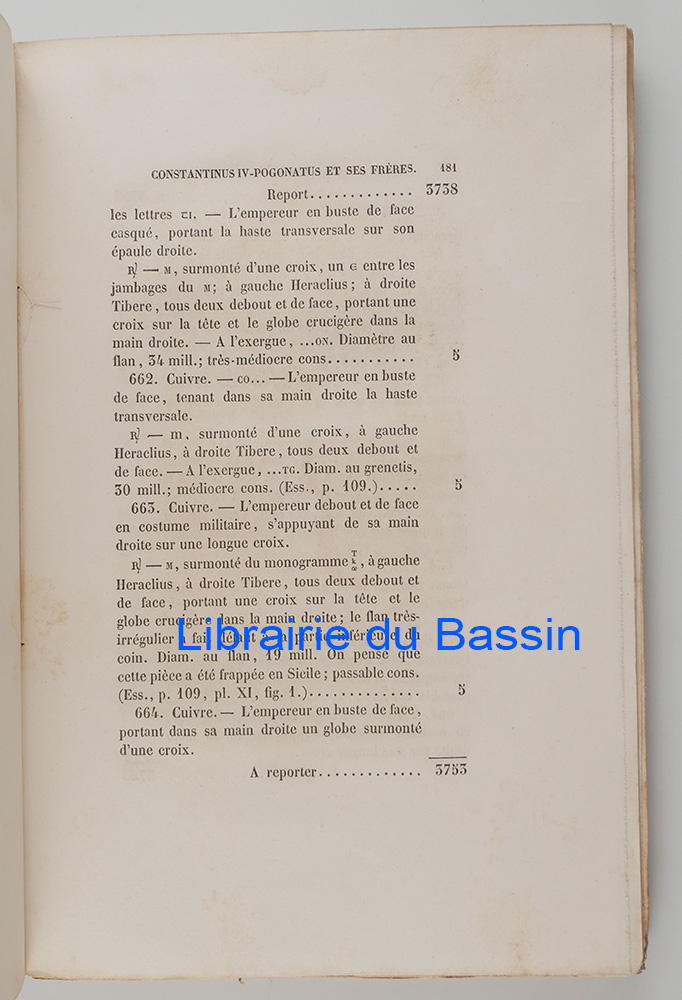 CONSTANTINUS IV-POGONATUS ET SES FRÈRES. 181
Report............. 3738
les lettres ⊏I. — L'empereur en buste de face
casqué, portant la haste transversale sur son
épaule droite.
R̸ — M, surmonté d'une croix, un ϵ entre les
jambages du M; à gauche Heraclius; à droite
Tibere, tous deux debout et de face, portant une
croix sur la tête et le globe crucigère dans la
main droite. — A l'exergue, ...ON. Diamètre au
flan, 34 mill.; très-médiocre cons........... 5
662. Cuivre. — CO... — L'empereur en buste
de face, tenant dans sa main droite la haste
transversale.
R̸ — m, surmonté d'une croix, à gauche
Heraclius, à droite Tibere, tous deux debout et
de face. — A l'exergue, ...TG. Diam. au grenetis,
30 mill.; médiocre cons. (Ess., p. 109.)..... 5
663. Cuivre. — L'empereur debout et de face
en costume militaire, s'appuyant de sa main
droite sur une longue croix.
R̸ — M, surmonté du monogramme, à gauche
Heraclius, à droite Tibere, tous deux debout et
de face, portant une croix sur la tête et le
globe crucigère dans la main droite; le flan très-
irrégulier a fait défaut à la partie inférieure du
Librairie du Bassin
coin. Diam. au flan, 19 mill. On pense que
cette pièce a été frappée en Sicile; passable cons.
(Ess., p. 109, pl. XI, fig. 1.).............. 5
664. Cuivre. — L'empereur en buste de face,
portant dans sa main droite un globe surmonté
d'une croix.
A reporter............. 3753